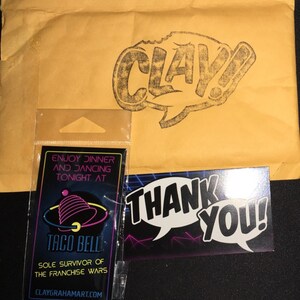 CLAY!
ENJOY DINNER
AND DANCING
TONIGHT AT
TACO BELL
SOLE SURVIVOR OF
THE FRANCHISE WARS
CLAYGRAHAMART.COM
THANK
YOU!